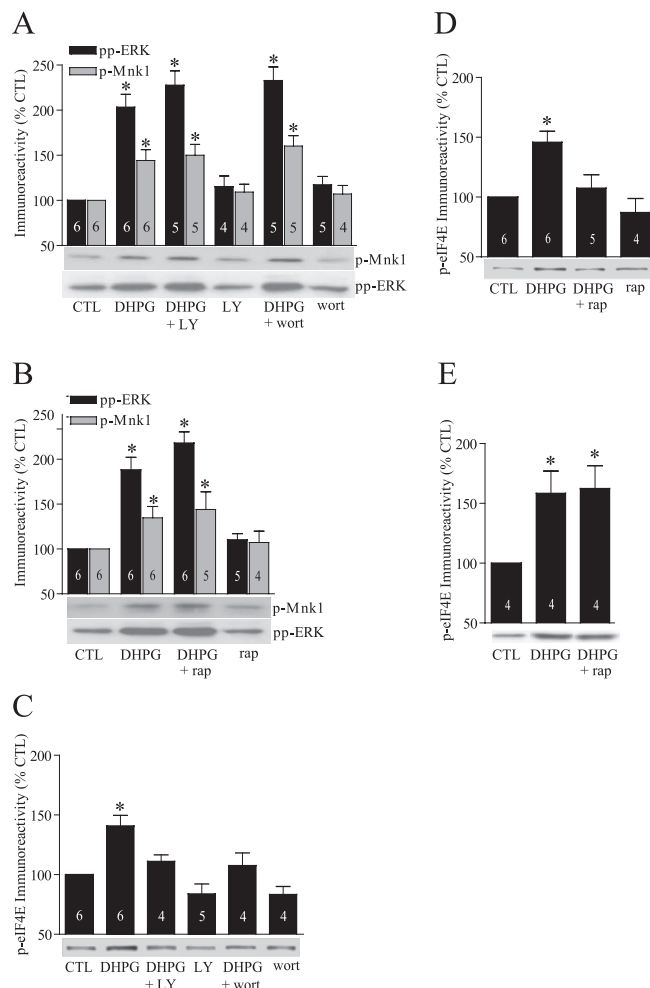 A
pp-ERK
p-Mnk1
Immunoreactivity (% CTL)
250
200
150
100
50
* * * * * *
6 6 6 6 5 5 4 4 5 5 5 4
p-Mnk1
pp-ERK
CTL DHPG DHPG + LY LY DHPG + wort wort
B
pp-ERK
p-Mnk1
Immunoreactivity (% CTL)
250
200
150
100
50
* * * *
6 6 6 6 6 5 5 4
p-Mnk1
pp-ERK
CTL DHPG DHPG + rap rap
C
p-eIF4E Immunoreactivity (% CTL)
200
150
100
50
*
6 6 4 5 4 4
CTL DHPG DHPG + LY LY DHPG + wort wort
D
p-eIF4E Immunoreactivity (% CTL)
200
150
100
50
*
6 6 5 4
CTL DHPG DHPG + rap rap
E
p-eIF4E Immunoreactivity (% CTL)
200
150
100
50
* *
4 4 4
CTL DHPG DHPG + rap